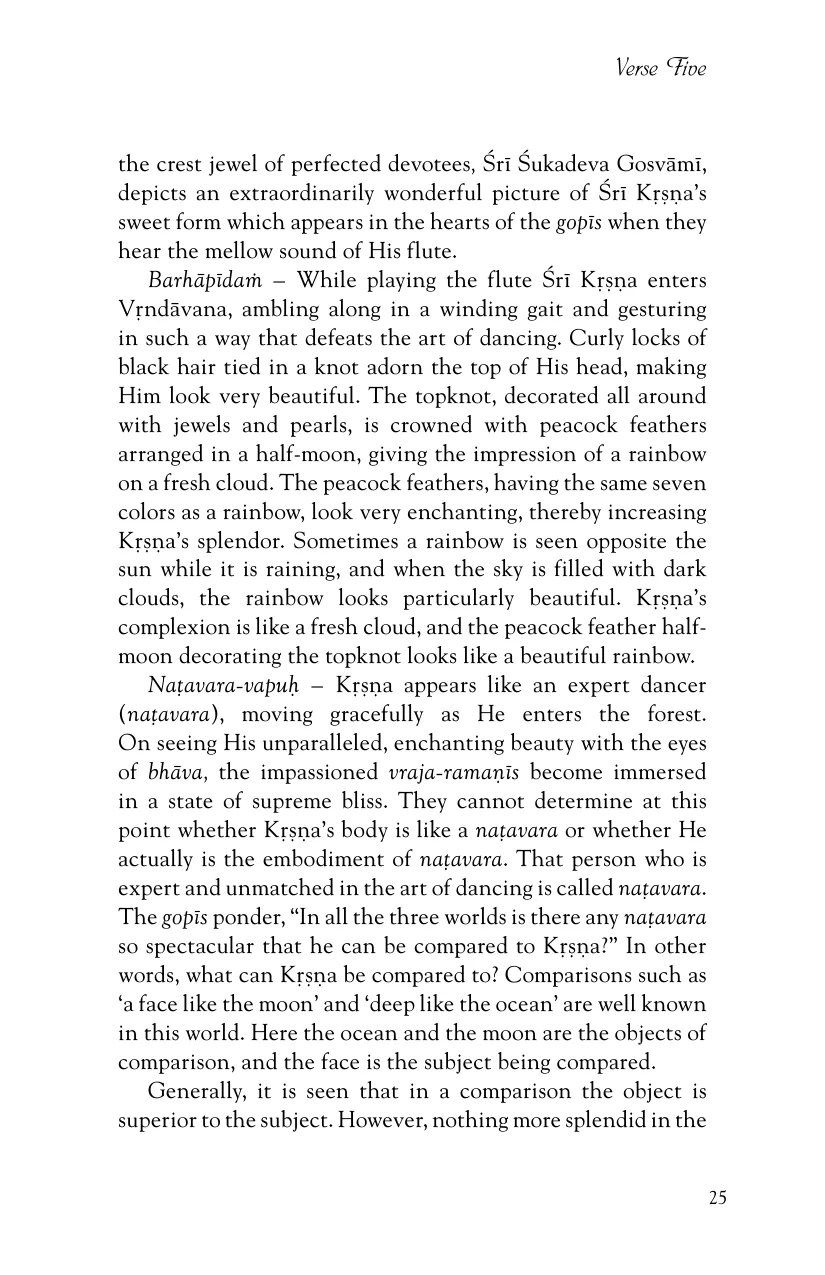 Verse Five
the crest jewel of perfected devotees, Śrī Śukadeva Gosvāmī,
depicts an extraordinarily wonderful picture of Śrī Kṛṣṇa’s
sweet form which appears in the hearts of the gopīs when they
hear the mellow sound of His flute.
Barhāpīdaṁ – While playing the flute Śrī Kṛṣṇa enters
Vṛndāvana, ambling along in a winding gait and gesturing
in such a way that defeats the art of dancing. Curly locks of
black hair tied in a knot adorn the top of His head, making
Him look very beautiful. The topknot, decorated all around
with jewels and pearls, is crowned with peacock feathers
arranged in a half-moon, giving the impression of a rainbow
on a fresh cloud. The peacock feathers, having the same seven
colors as a rainbow, look very enchanting, thereby increasing
Kṛṣṇa’s splendor. Sometimes a rainbow is seen opposite the
sun while it is raining, and when the sky is filled with dark
clouds, the rainbow looks particularly beautiful. Kṛṣṇa’s
complexion is like a fresh cloud, and the peacock feather half-
moon decorating the topknot looks like a beautiful rainbow.
Naṭavara-vapuḥ – Kṛṣṇa appears like an expert dancer
(naṭavara), moving gracefully as He enters the forest.
On seeing His unparalleled, enchanting beauty with the eyes
of bhāva, the impassioned vraja-ramaṇīs become immersed
in a state of supreme bliss. They cannot determine at this
point whether Kṛṣṇa’s body is like a naṭavara or whether He
actually is the embodiment of naṭavara. That person who is
expert and unmatched in the art of dancing is called naṭavara.
The gopīs ponder, “In all the three worlds is there any naṭavara
so spectacular that he can be compared to Kṛṣṇa?” In other
words, what can Kṛṣṇa be compared to? Comparisons such as
‘a face like the moon’ and ‘deep like the ocean’ are well known
in this world. Here the ocean and the moon are the objects of
comparison, and the face is the subject being compared.
Generally, it is seen that in a comparison the object is
superior to the subject. However, nothing more splendid in the
25